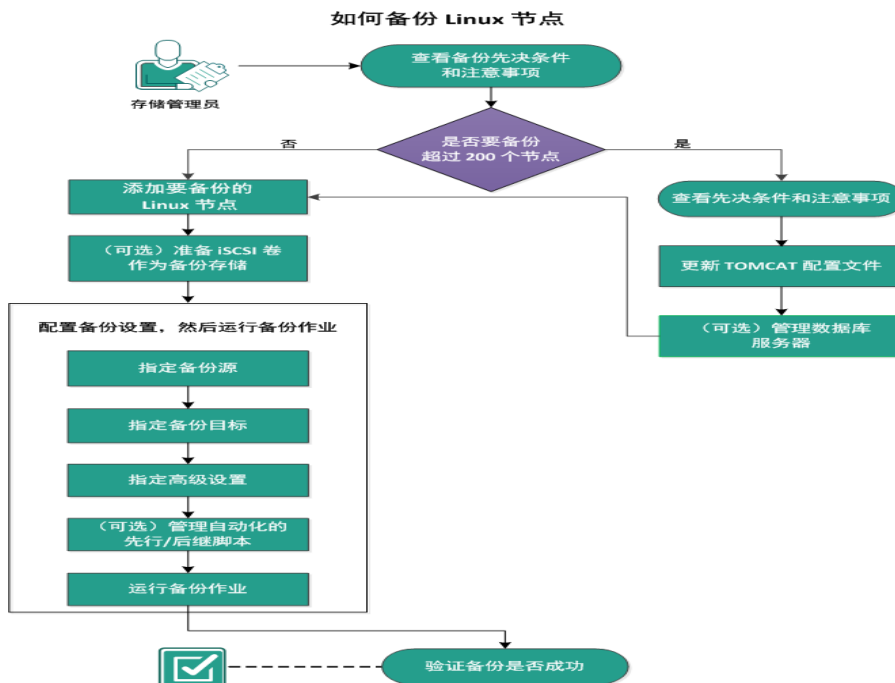 如何备份 Linux 节点
存储管理员
查看备份先决条件
和注意事项
是否要备份
超过 200 个节点
否
是
添加要备份的
Linux 节点
(可选)准备 iSCSI 卷
作为备份存储
查看先决条件和注意事项
更新 TOMCAT 配置文件
(可选)管理数据库
服务器
配置备份设置，然后运行备份作业
指定备份源
指定备份目标
指定高级设置
(可选)管理自动化的
先行/后继脚本
运行备份作业
验证备份是否成功